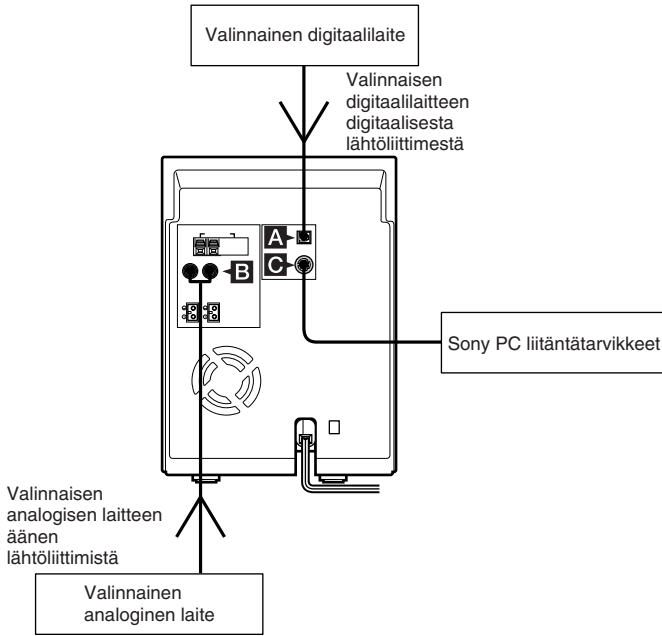 Valinnainen digitaalilaite
Valinnaisen
digitaalilaitteen
digitaalisesta
lähtöliittimestä
A
C
B
Sony PC liitäntätarvikkeet
Valinnaisen
analogisen laitteen
äänen
lähtöliittimistä
Valinnainen
analoginen laite